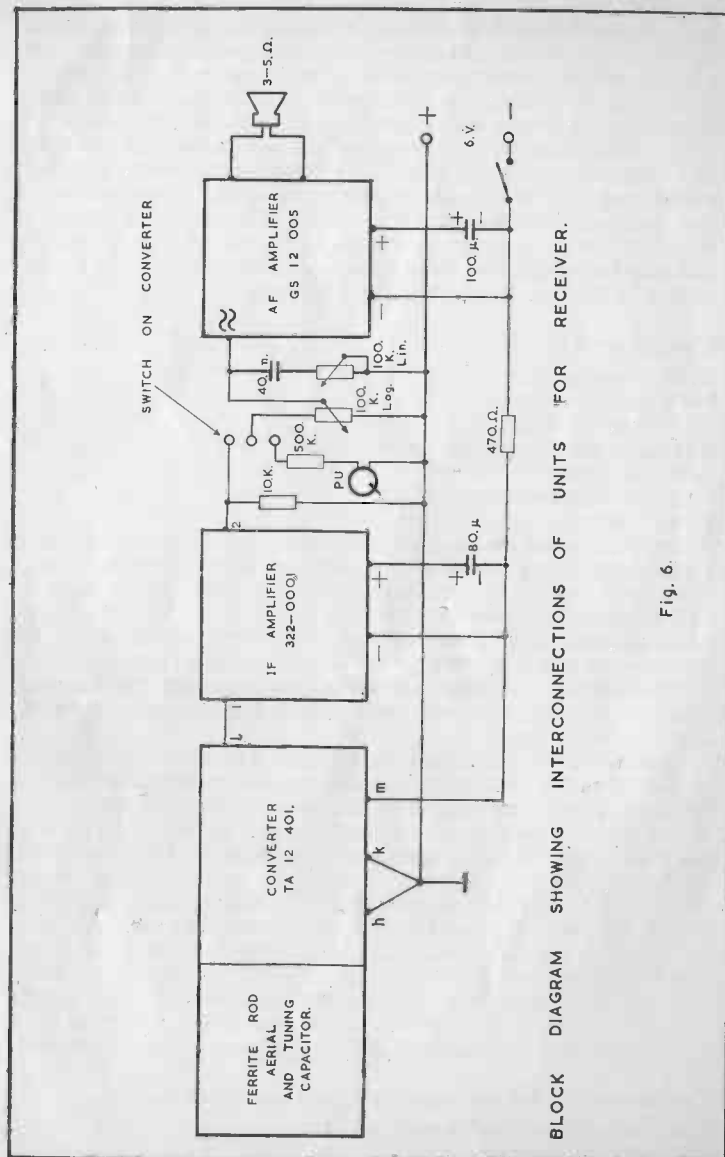 FERRITE ROD
AERIAL
AND TUNING
CAPACITOR.
CONVERTER
TA 12 401.
h
k
m
L
1
IF AMPLIFIER
322-0001
2
−
+
+
−
80.µ
10.K.
PU
500.
K.
SWITCH ON CONVERTER
100.
K.
Log.
40. n.
100.
K.
Lin.
AF AMPLIFIER
GS 12 005
−
+
3-5.Ω.
+
−
100.µ.
470.Ω.
+
6.V.
−
BLOCK DIAGRAM SHOWING INTERCONNECTIONS OF UNITS FOR RECEIVER.
Fig. 6.